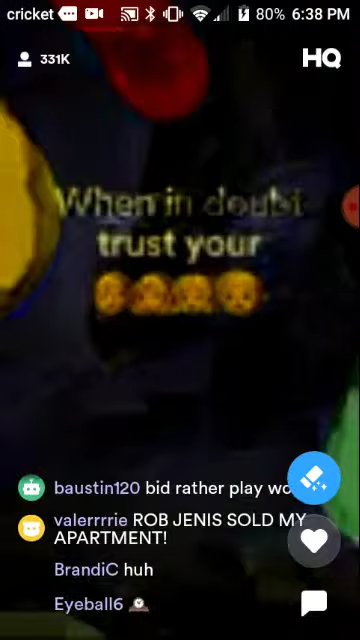 cricket 80% 6:38 PM
331K HQ
When in doubt
trust your
baustin120 bid rather play wo
valerrrrie ROB JENIS SOLD MY
APARTMENT!
BrandiC huh
Eyeball6